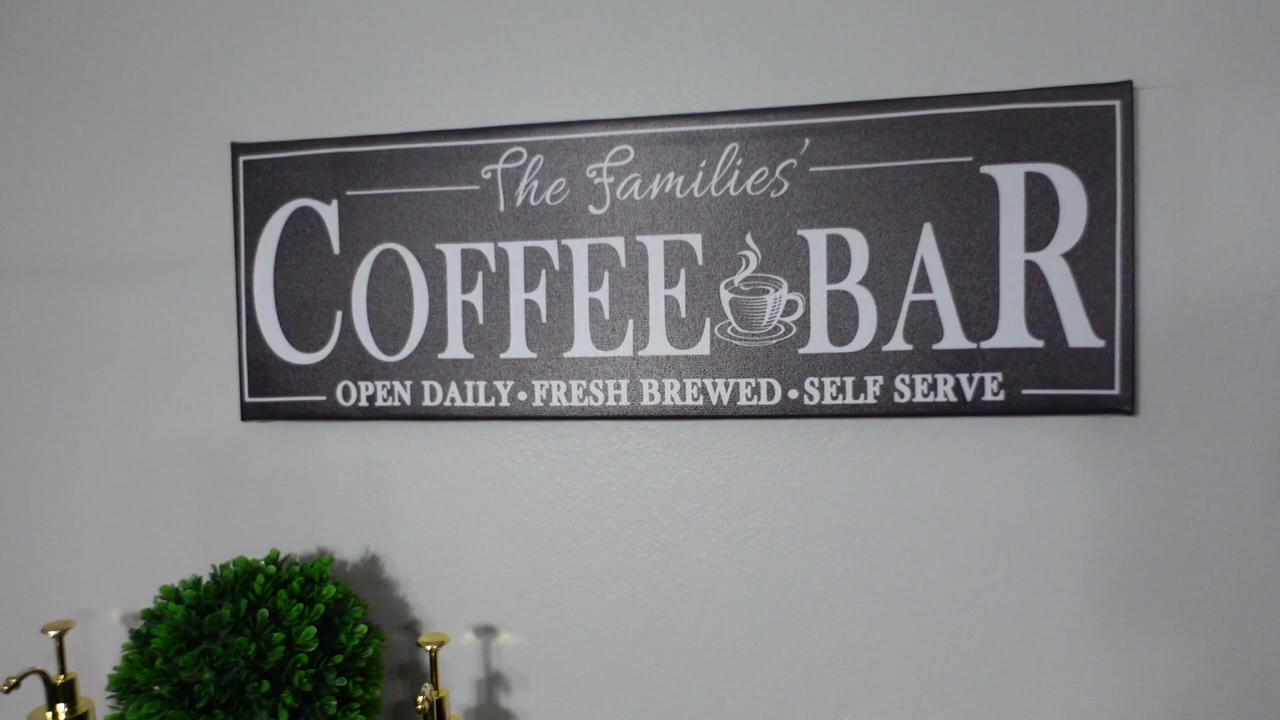 The Families'
COFFEE BAR
OPEN DAILY•FRESH BREWED•SELF SERVE